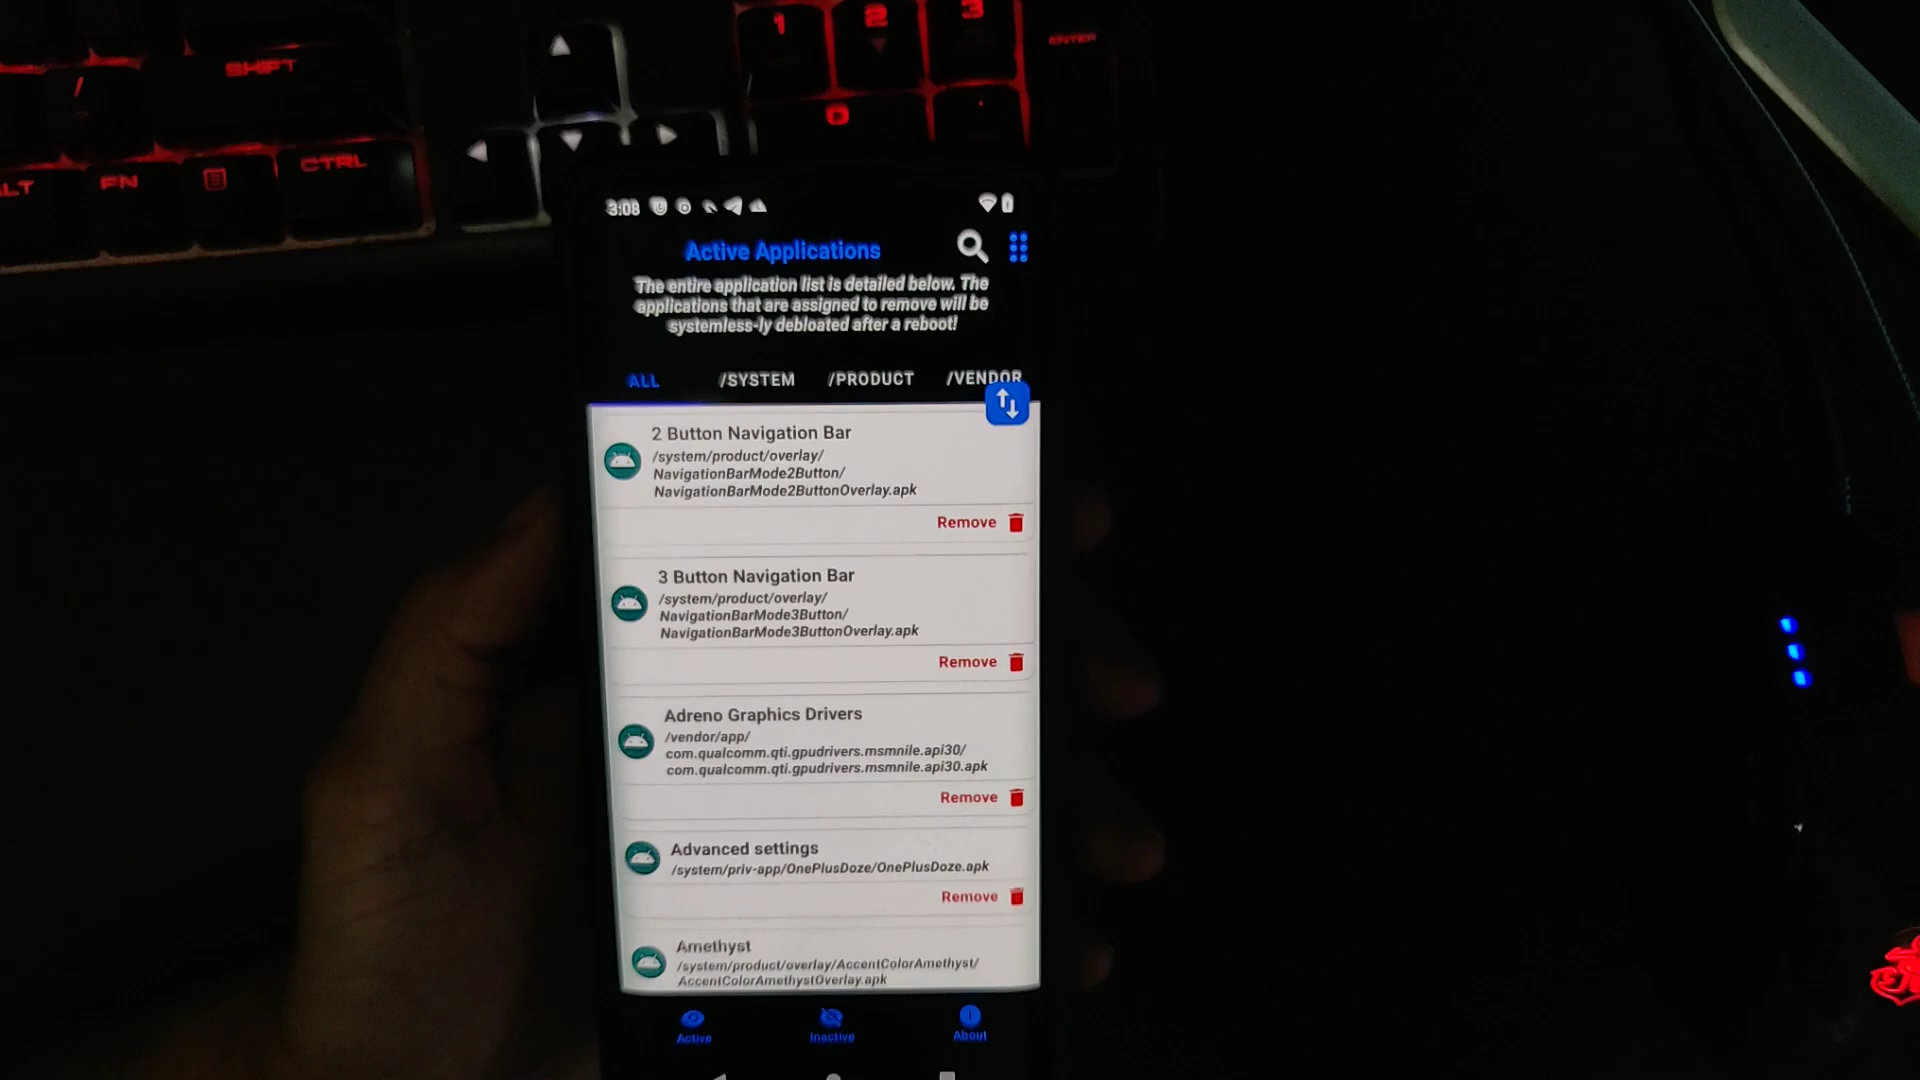 1 2 3
ENTER
SHIFT
/
0 .
FN
CTRL
3:08
Active Applications
The entire application list is detailed below. The
applications that are assigned to remove will be
systemless-ly debloated after a reboot!
ALL /SYSTEM /PRODUCT /VENDOR
2 Button Navigation Bar
/system/product/overlay/
NavigationBarMode2Button/
NavigationBarMode2ButtonOverlay.apk
Remove
3 Button Navigation Bar
/system/product/overlay/
NavigationBarMode3Button/
NavigationBarMode3ButtonOverlay.apk
Remove
Adreno Graphics Drivers
/vendor/app/
com.qualcomm.qti.gpudrivers.msmnile.api30/
com.qualcomm.qti.gpudrivers.msmnile.api30.apk
Remove
Advanced settings
/system/priv-app/OnePlusDoze/OnePlusDoze.apk
Remove
Amethyst
/system/product/overlay/AccentColorAmethyst/
AccentColorAmethystOverlay.apk
Active Inactive About